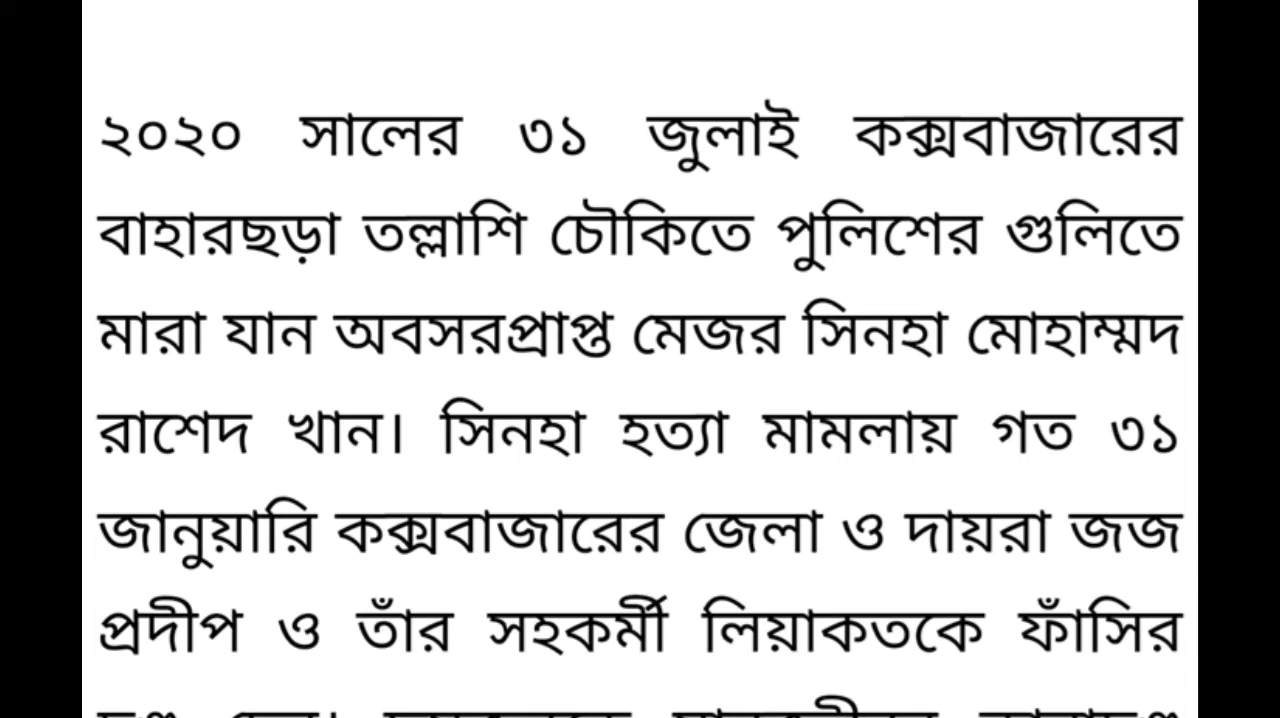 ২০২০ সালের ৩১ জুলাই কক্সবাজারের
বাহারছড়া তল্লাশি চৌকিতে পুলিশের গুলিতে
মারা যান অবসরপ্রাপ্ত মেজর সিনহা মোহাম্মদ
রাশেদ খান। সিনহা হত্যা মামলায় গত ৩১
জানুয়ারি কক্সবাজারের জেলা ও দায়রা জজ
প্রদীপ ও তাঁর সহকর্মী লিয়াকতকে ফাঁসির